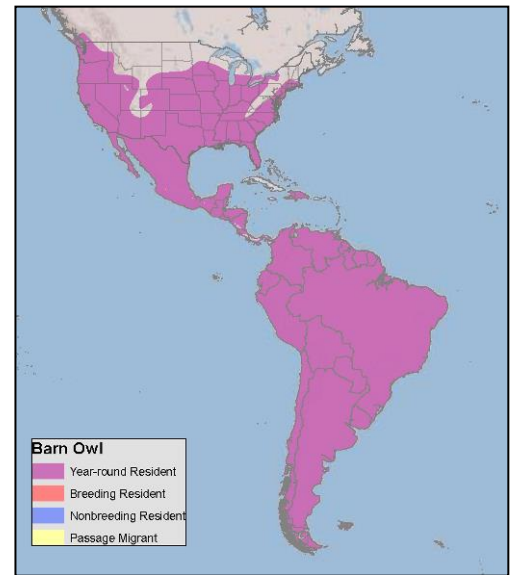 Barn Owl
Year-round Resident
Breeding Resident
Nonbreeding Resident
Passage Migrant